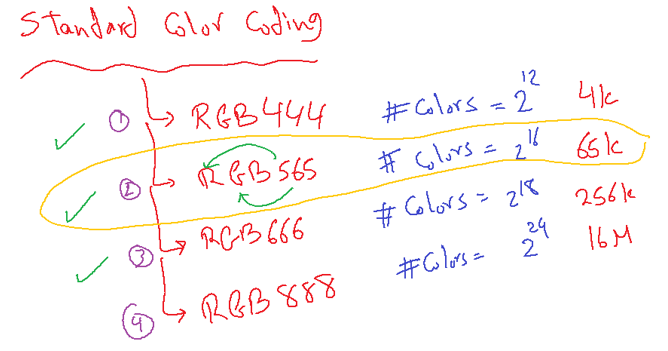 Standard Color Coding
① RGB444 #Colors = 2^12 4k
② RGB565 # Colors = 2^16 65k
③ RGB666 # Colors = 2^18 256k
④ RGB888 #Colors = 2^24 16M